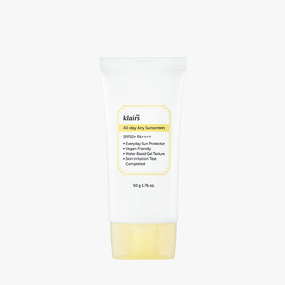 klairs
All-day Airy Sunscreen
SPF50+ PA++++
• Everyday Sun Protection
• Vegan Friendly
• Water-Based Gel Texture
• Skin Irritation Test
Completed
50 g 1.76 oz